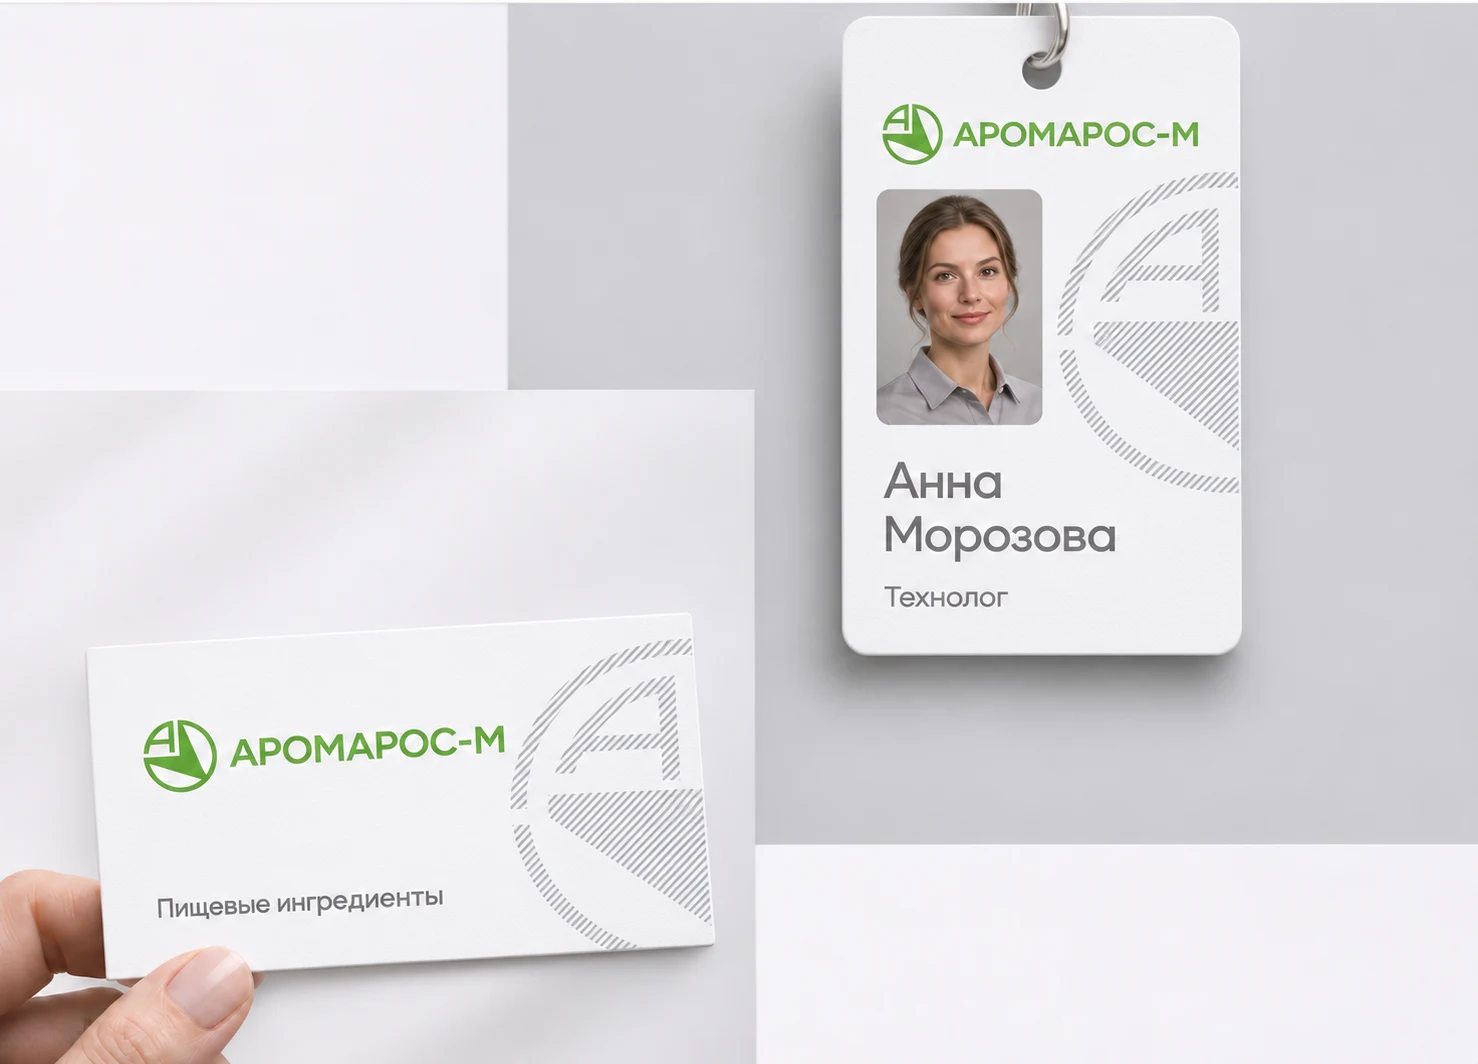 АРОМАРОС-М
Анна
Морозова
Технолог
АРОМАРОС-М
Пищевые ингредиенты